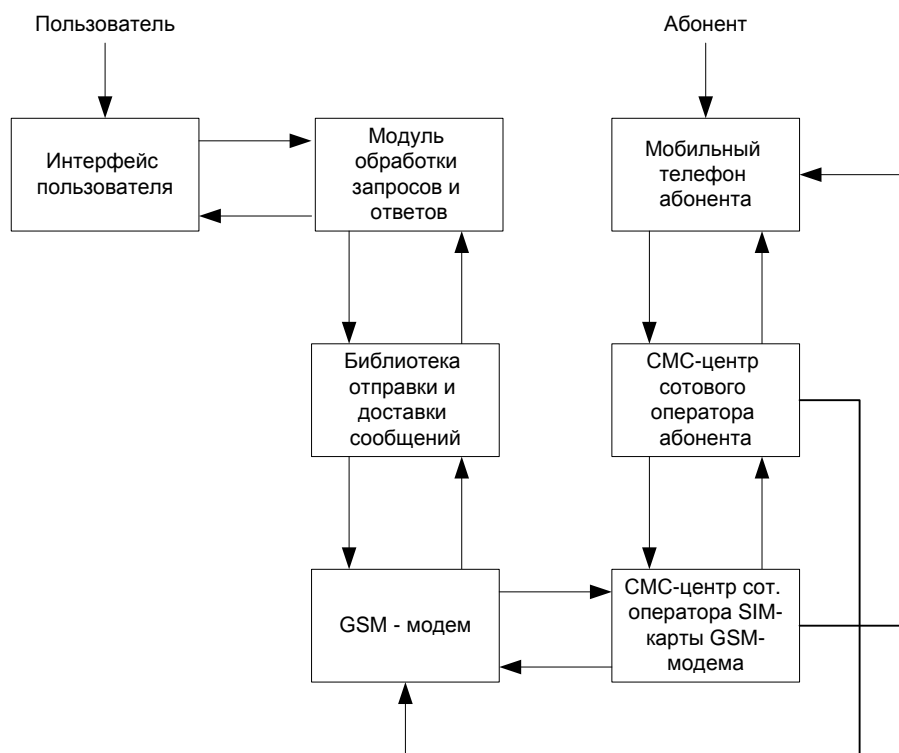 Пользователь
Абонент
Интерфейс
пользователя
Модуль
обработки
запросов и
ответов
Мобильный
телефон
абонента
Библиотека
отправки и
доставки
сообщений
СМС-центр
сотового
оператора
абонента
GSM - модем
СМС-центр сот.
оператора SIM-
карты GSM-
модема